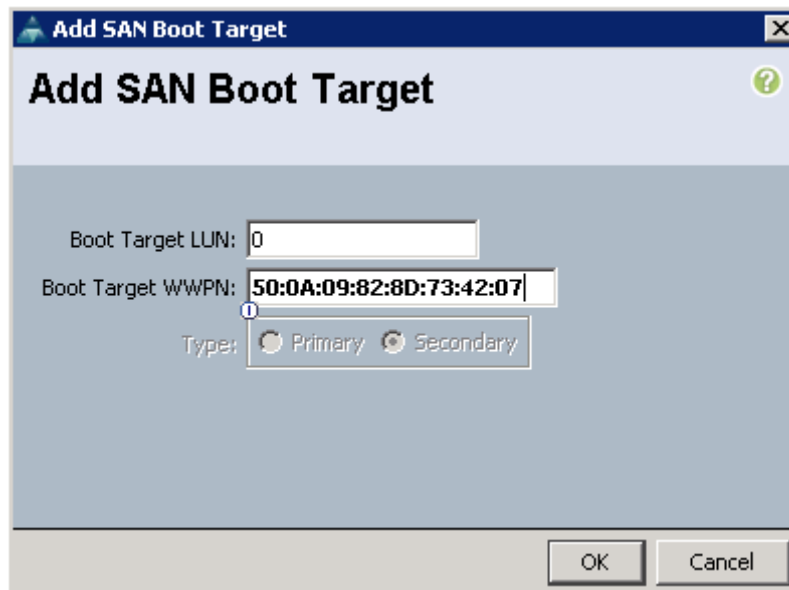 Add SAN Boot Target
Add SAN Boot Target
?
Boot Target LUN: 0
Boot Target WWPN: 50:0A:09:82:8D:73:42:07
Type: Primary Secondary
OK Cancel